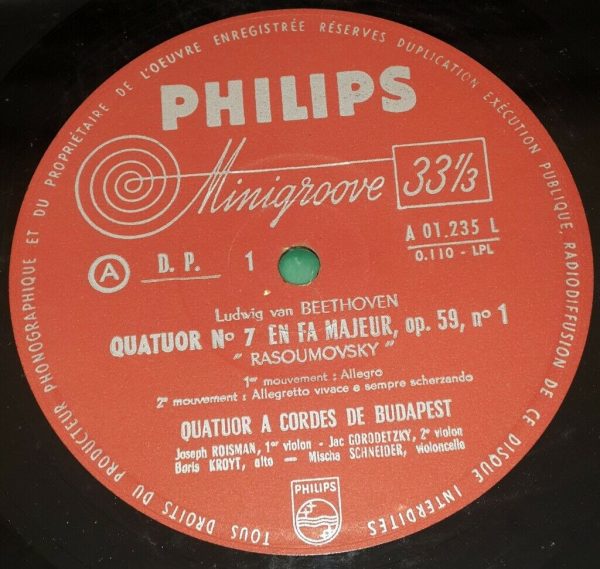 TOUS DROITS DU PRODUCTEUR PHONOGRAPHIQUE ET DU PROPRIÉTAIRE DE L'OEUVRE ENREGISTRÉE RÉSERVES DUPLICATION EXÉCUTION PUBLIQUE, RADIODIFFUSION DE CE DISQUE INTERDITES
PHILIPS
Minigroove 33⅓
A 01.235 L
0.110 - LPL
A D. P. 1
Ludwig van BEETHOVEN
QUATUOR No 7 EN FA MAJEUR, op. 59, no 1
" RASOUMOVSKY "
1er mouvement : Allegro
2e mouvement : Allegretto vivace e sempre scherzando
QUATUOR A CORDES DE BUDAPEST
Joseph ROISMAN, 1er violon - Jac GORODETZKY, 2e violon
Boris KROYT, alto — Mischa SCHNEIDER, violoncelle
PHILIPS